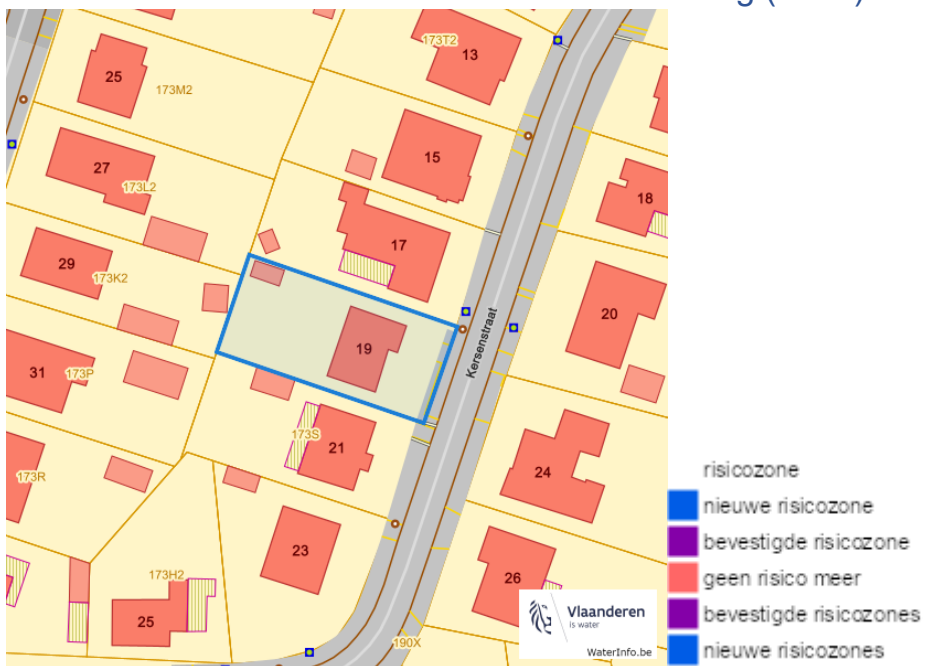 13
173T2
25
173M2
15
27
173L2
18
17
29
173K2
20
19
Kersenstraat
31
173P
21
173S
24
173R
23
26
173H2
25
190X
Vlaanderen
is water
WaterInfo.be
risicozone
nieuwe risicozone
bevestigde risicozone
geen risico meer
bevestigde risicozones
nieuwe risicozones